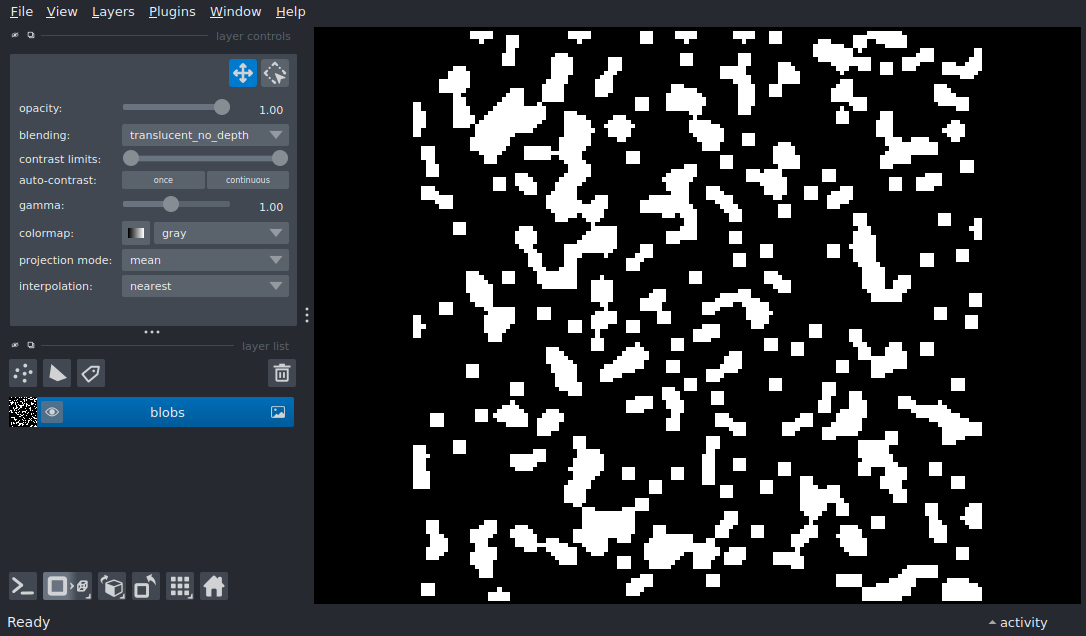 File View Layers Plugins Window Help
layer controls
opacity: 1.00
blending: translucent_no_depth
contrast limits:
auto-contrast: once continuous
gamma: 1.00
colormap: gray
projection mode: mean
interpolation: nearest
layer list
blobs
Ready activity